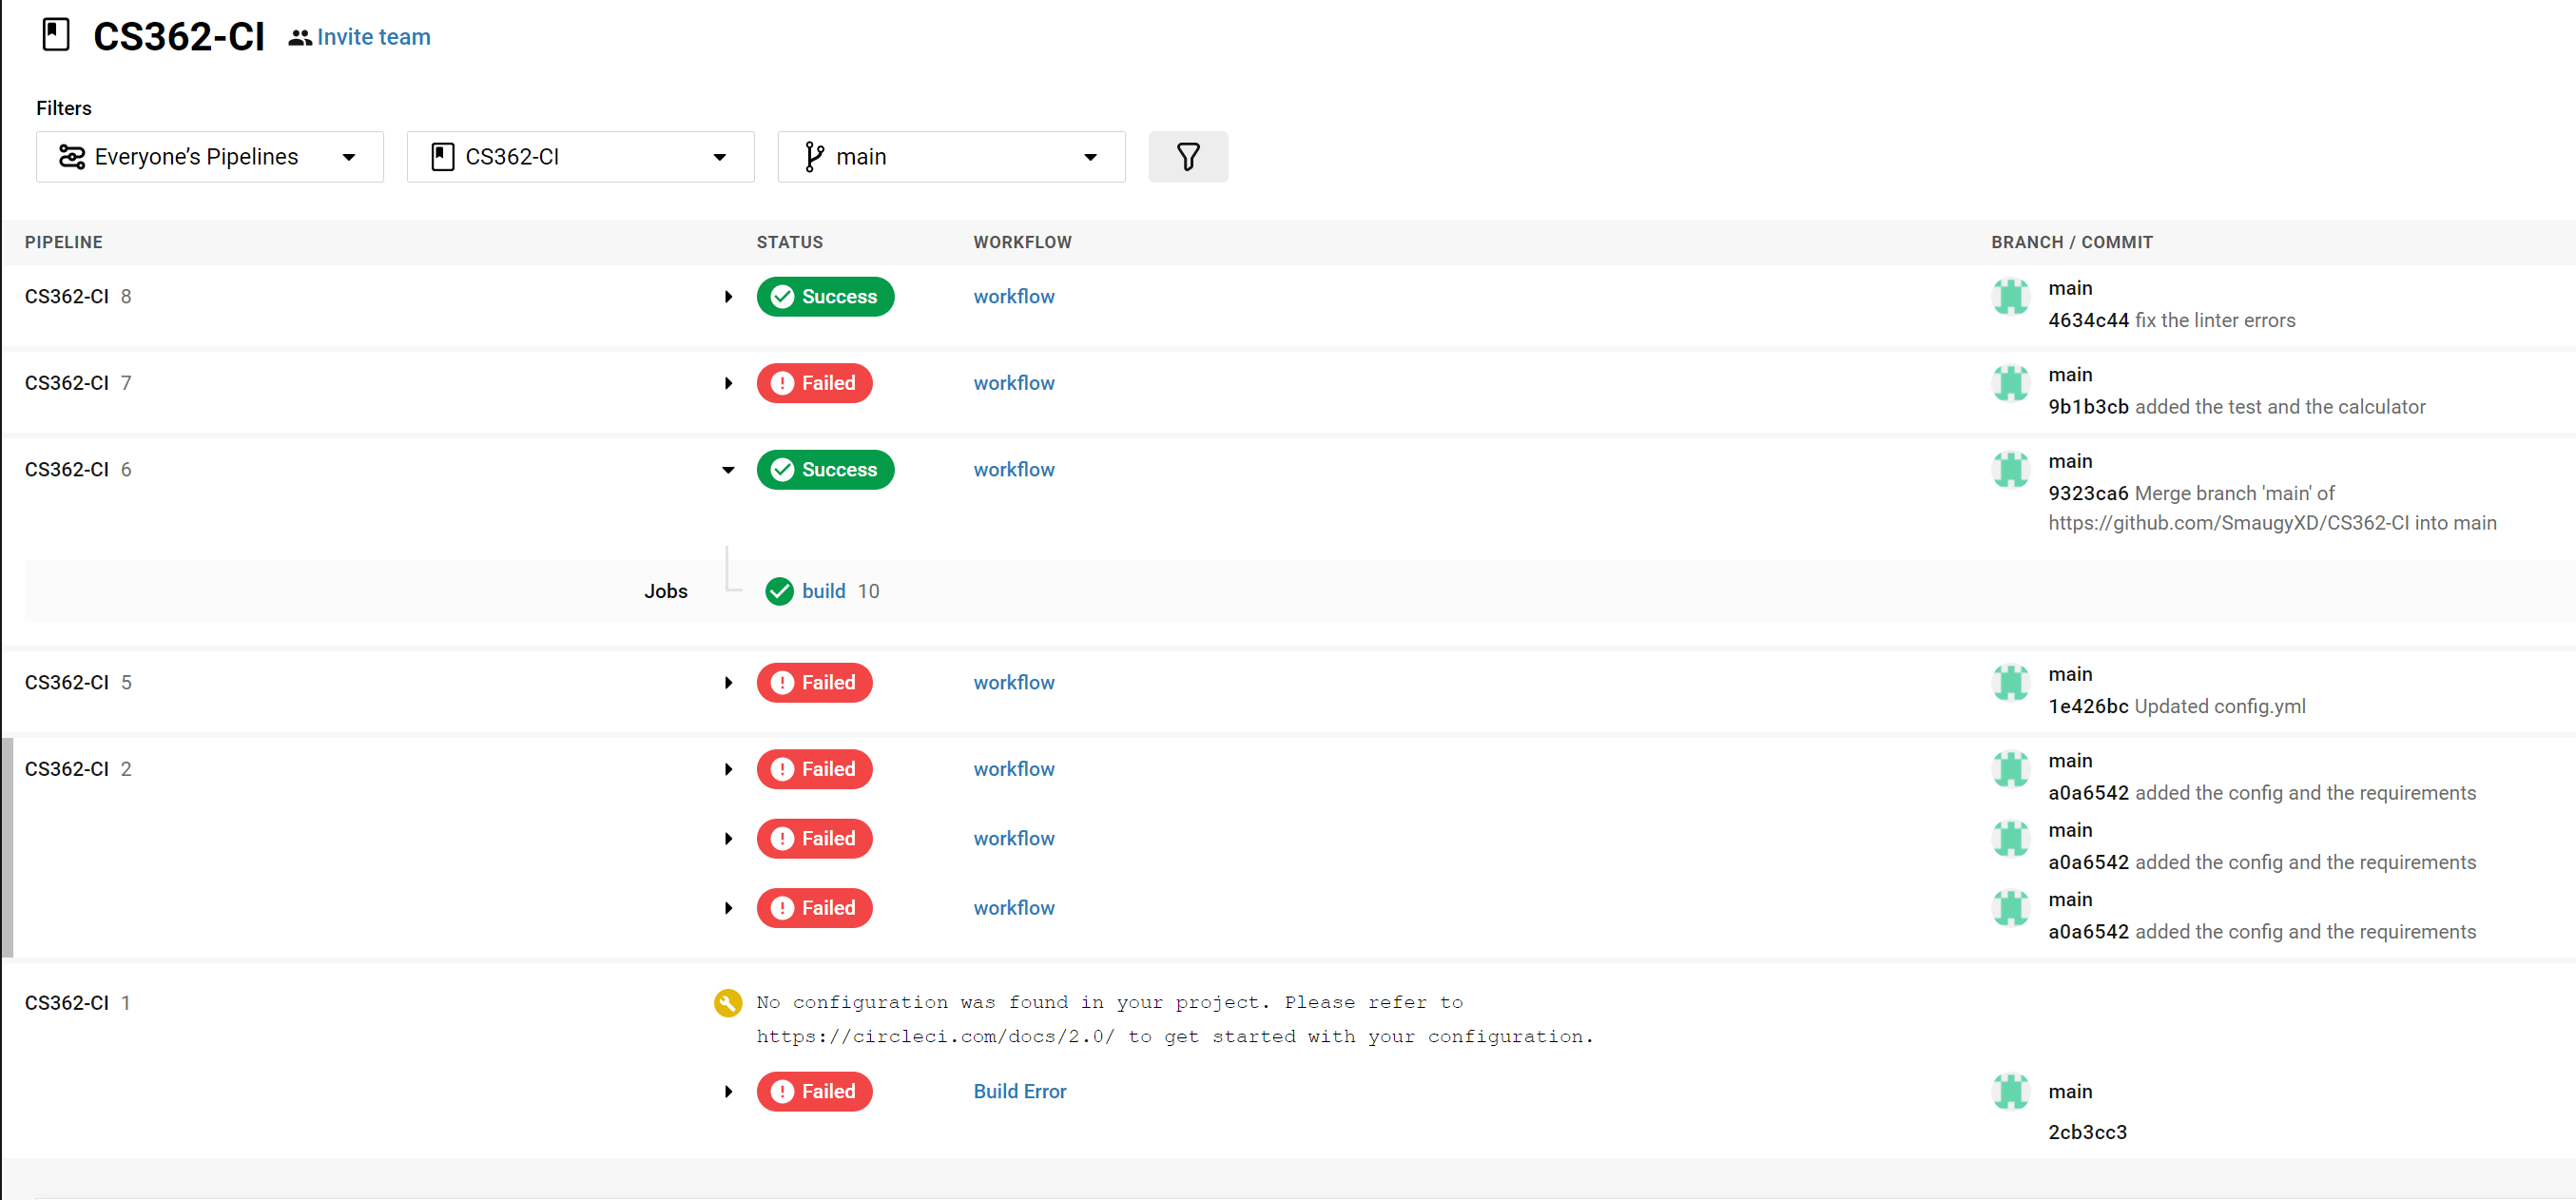 CS362-CI Invite team
Filters
Everyone’s Pipelines CS362-CI main
PIPELINE STATUS WORKFLOW BRANCH / COMMIT
CS362-CI 8 Success workflow main
4634c44 fix the linter errors
CS362-CI 7 Failed workflow main
9b1b3cb added the test and the calculator
CS362-CI 6 Success workflow main
9323ca6 Merge branch 'main' of
https://github.com/SmaugyXD/CS362-CI into main
Jobs build 10
CS362-CI 5 Failed workflow main
1e426bc Updated config.yml
CS362-CI 2 Failed workflow main
a0a6542 added the config and the requirements
Failed workflow main
a0a6542 added the config and the requirements
Failed workflow main
a0a6542 added the config and the requirements
CS362-CI 1 No configuration was found in your project. Please refer to
https://circleci.com/docs/2.0/ to get started with your configuration.
Failed Build Error main
2cb3cc3